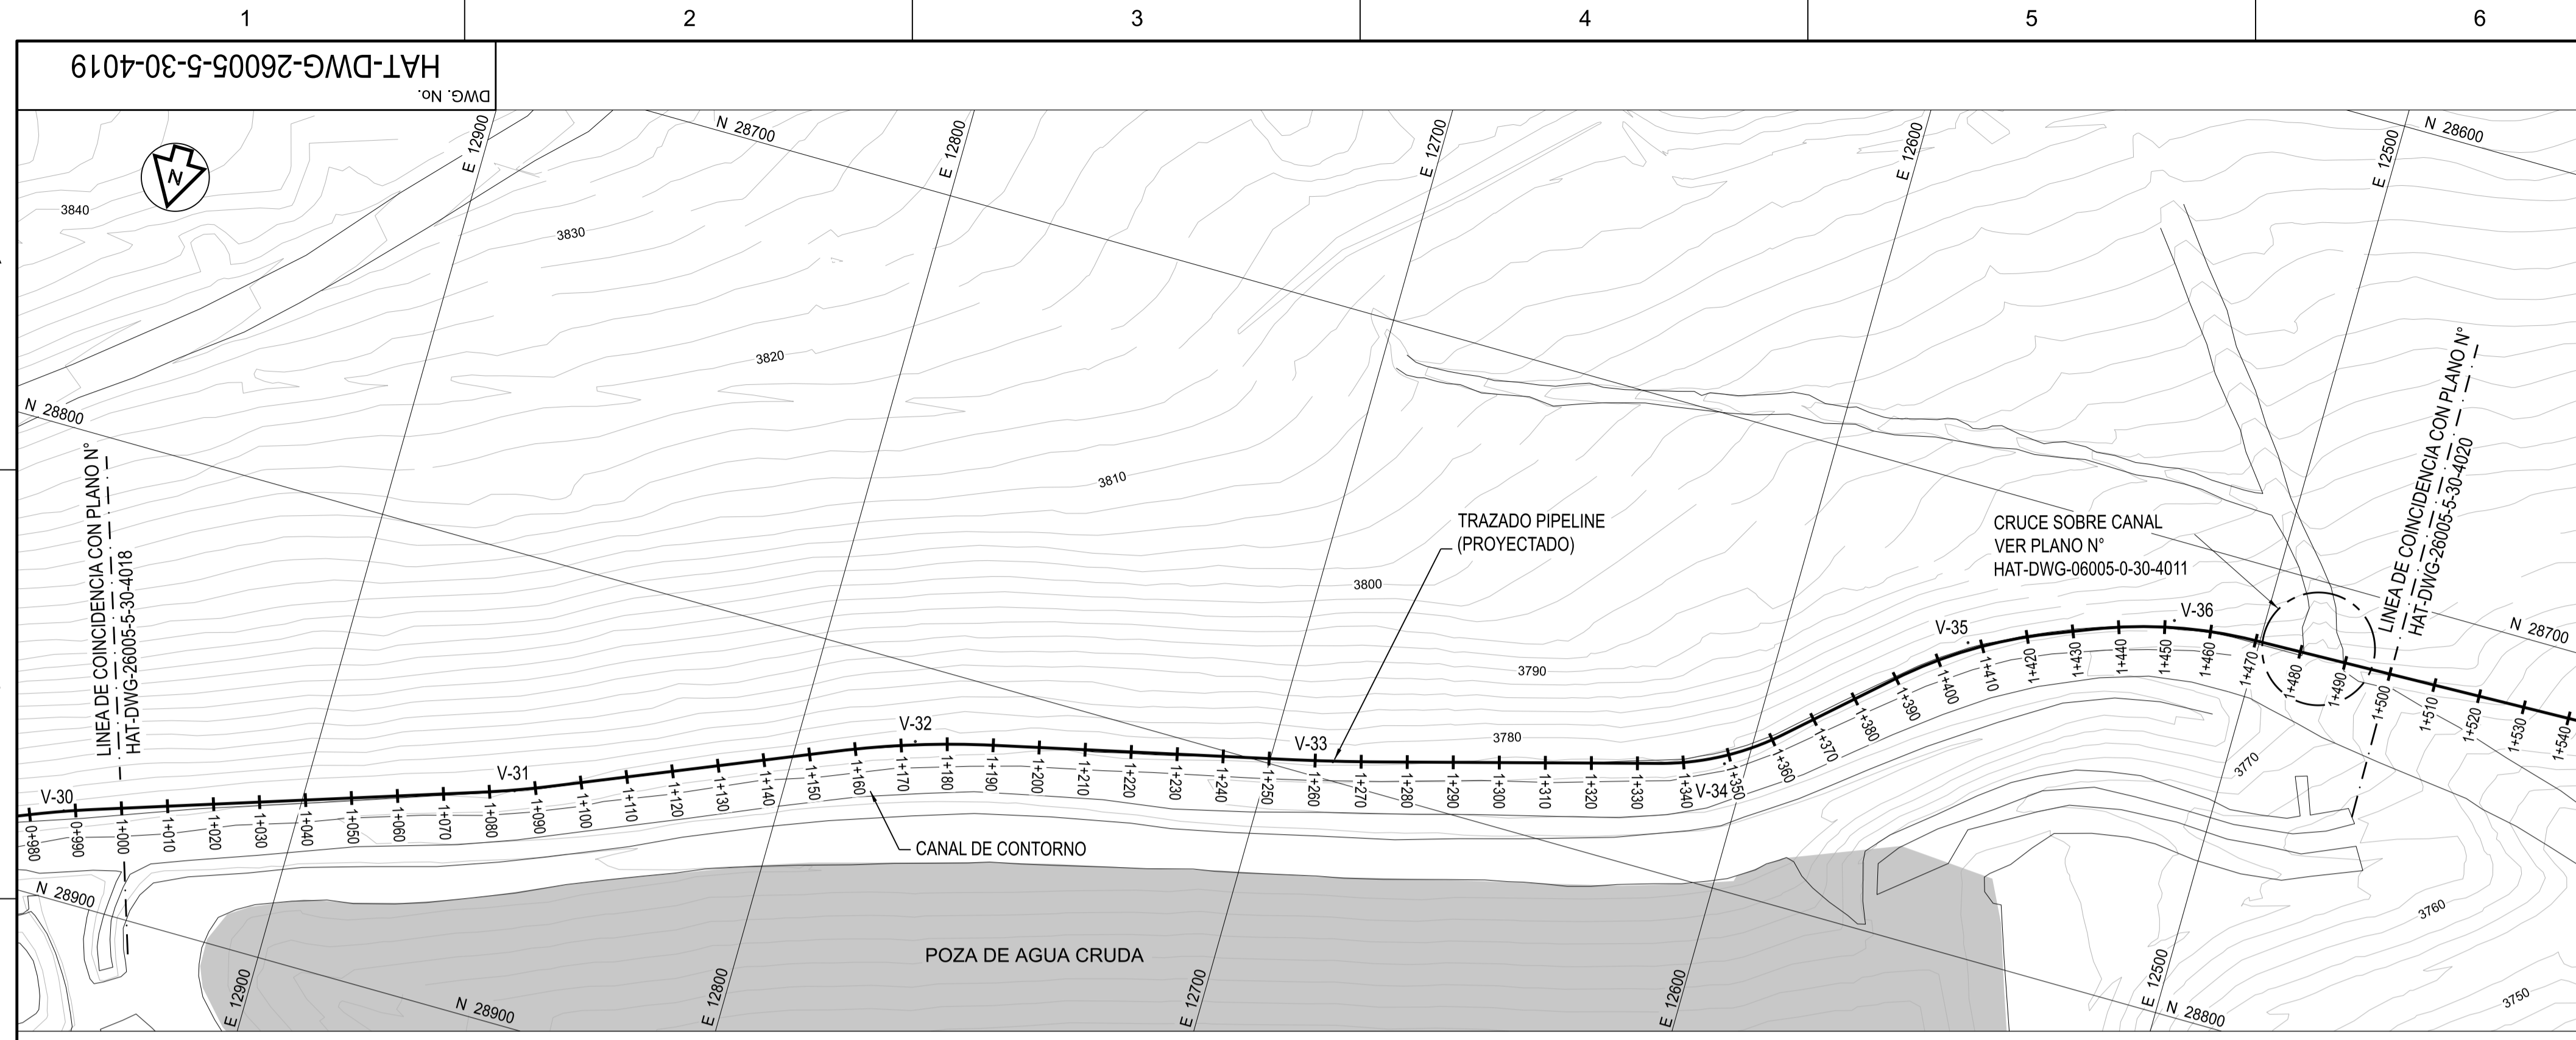 1 2 3 4 5 6
HAT-DWG-26005-5-30-4019
DWG. No.
N
E 12900
N 28700
E 12800
E 12700
E 12600
E 12500
N 28600
3840
3830
3820
N 28800
3810
LINEA DE COINCIDENCIA CON PLANO N°
HAT-DWG-26005-5-30-4018
TRAZADO PIPELINE
(PROYECTADO)
CRUCE SOBRE CANAL
VER PLANO N°
HAT-DWG-06005-0-30-4011
LINEA DE COINCIDENCIA CON PLANO N°
HAT-DWG-26005-5-30-4020
3800
3790
3780
3770
N 28700
V-30
V-31
V-32
V-33
V-34
V-35
V-36
0+980
0+990
1+000
1+010
1+020
1+030
1+040
1+050
1+060
1+070
1+080
1+090
1+100
1+110
1+120
1+130
1+140
1+150
1+160
1+170
1+180
1+190
1+200
1+210
1+220
1+230
1+240
1+250
1+260
1+270
1+280
1+290
1+300
1+310
1+320
1+330
1+340
1+350
1+360
1+370
1+380
1+390
1+400
1+410
1+420
1+430
1+440
1+450
1+460
1+470
1+480
1+490
1+500
1+510
1+520
1+530
1+540
CANAL DE CONTORNO
N 28900
3760
POZA DE AGUA CRUDA
E 12900
N 28900
E 12800
E 12700
E 12600
E 12500
N 28800
3750